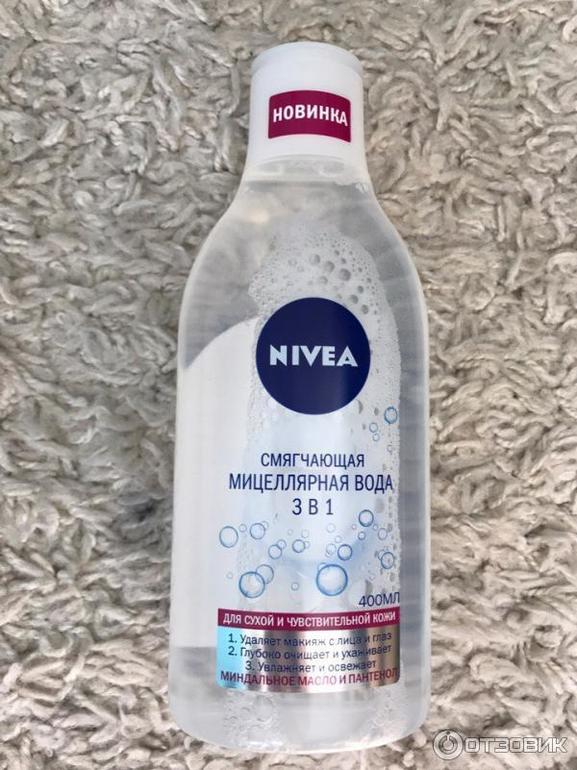 НОВИНКА
NIVEA
СМЯГЧАЮЩАЯ
МИЦЕЛЛЯРНАЯ ВОДА
3 В 1
400МЛ
ДЛЯ СУХОЙ И ЧУВСТВИТЕЛЬНОЙ КОЖИ
1. Удаляет макияж с лица и глаз
2. Глубоко очищает и ухаживает
3. Увлажняет и освежает
МИНДАЛЬНОЕ МАСЛО И ПАНТЕНОЛ
ОТЗОВИК